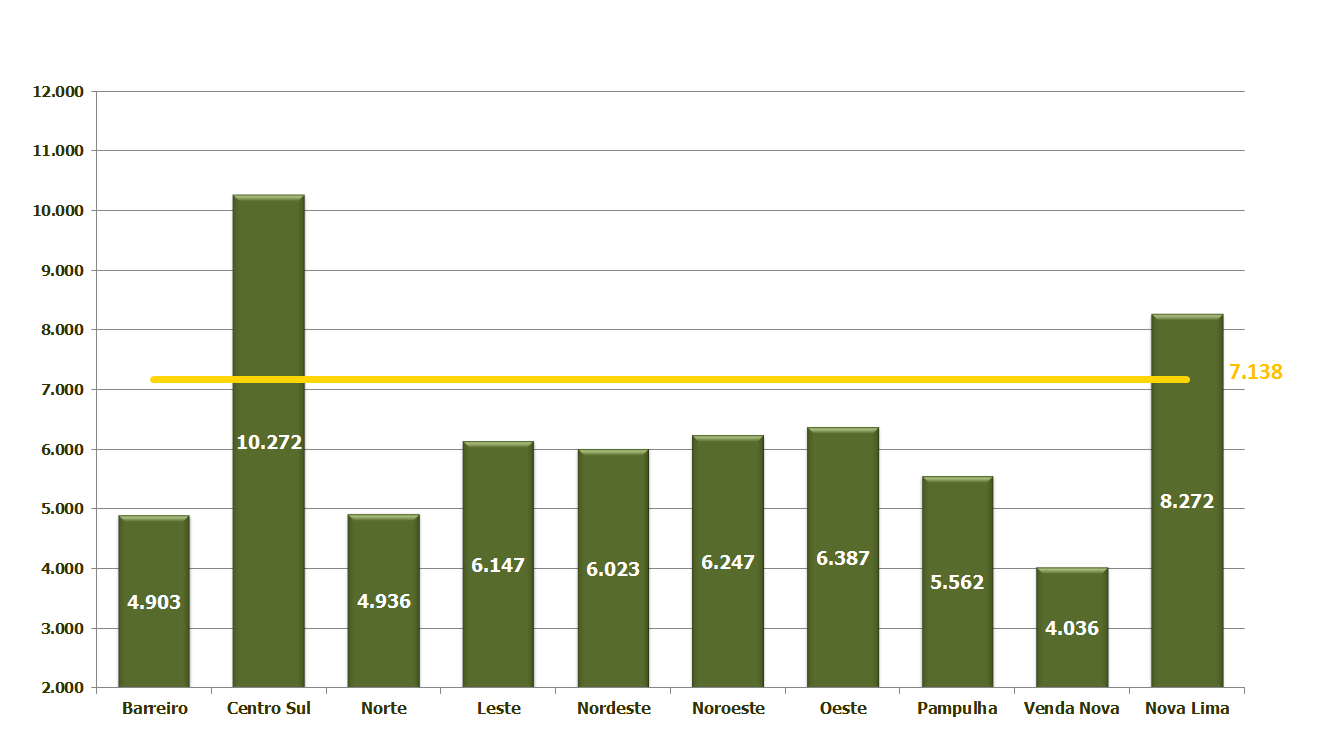 12.000
11.000
10.000
9.000
8.000
7.000
6.000
5.000
4.000
3.000
2.000
7.138
4.903
10.272
4.936
6.147
6.023
6.247
6.387
5.562
4.036
8.272
Barreiro
Centro Sul
Norte
Leste
Nordeste
Noroeste
Oeste
Pampulha
Venda Nova
Nova Lima